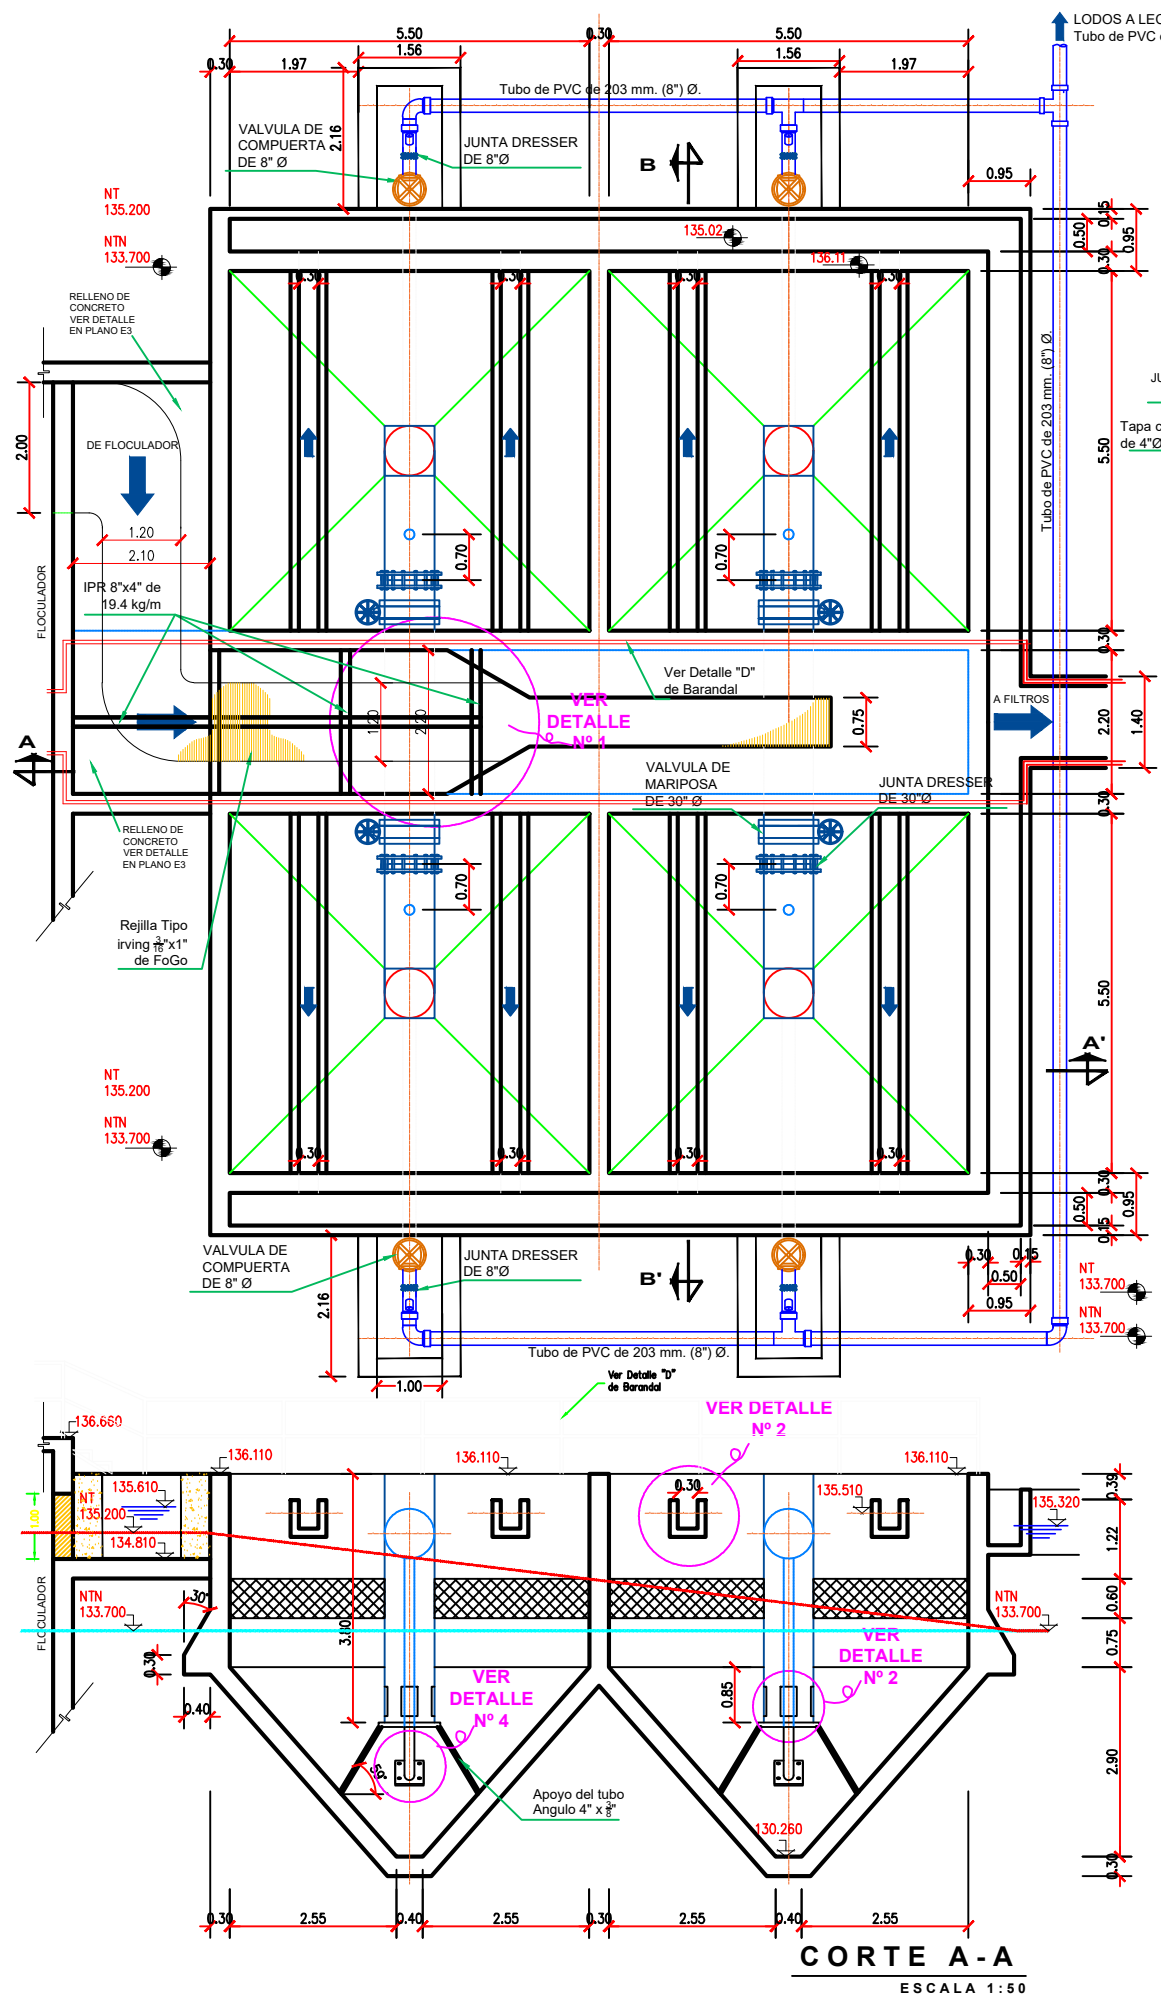 LODOS A LEC
Tubo de PVC
5.50
0.30
5.50
1.56
1.56
0.30
1.97
1.97
Tubo de PVC de 203 mm. (8") Ø.
2.16
VALVULA DE
COMPUERTA
DE 8" Ø
JUNTA DRESSER
DE 8"Ø
B
0.95
NT
135.200
NTN
133.700
135.02
136.11
0.15
0.50
0.95
0.30
0.30
0.30
0.30
0.30
RELLENO DE
CONCRETO
VER DETALLE
EN PLANO E3
Tubo de PVC de 203 mm. (8") Ø.
JU
Tapa c
de 4"Ø
2.00
DE FLOCULADOR
5.50
1.20
2.10
0.70
0.70
IPR 8"x4" de
19.4 kg/m
FLOCULADOR
0.30
Ver Detalle "D"
de Barandal
VER
DETALLE
Nº 1
1.20
2.20
0.75
A FILTROS
2.20
1.40
A
VALVULA DE
MARIPOSA
DE 30" Ø
JUNTA DRESSER
DE 30"Ø
0.30
RELLENO DE
CONCRETO
VER DETALLE
EN PLANO E3
0.70
0.70
Rejilla Tipo
irving 3/16"x1"
de FoGo
5.50
A'
NT
135.200
NTN
133.700
0.30
0.30
0.30
0.30
0.30
0.50
0.95
0.15
VALVULA DE
COMPUERTA
DE 8" Ø
JUNTA DRESSER
DE 8"Ø
B'
0.30
0.15
0.50
0.95
NT
133.700
NTN
133.700
2.16
Tubo de PVC de 203 mm. (8") Ø.
1.00
Ver Detalle "D"
de Barandal
VER DETALLE
Nº 2
136.660
136.110
136.110
136.110
135.610
NT
135.200
134.810
1.00
0.30
135.510
0.39
135.320
1.22
FLOCULADOR
NTN
133.700
30°
3.80
0.60
NTN
133.700
0.75
0.30
0.40
VER
DETALLE
Nº 4
VER
DETALLE
Nº 2
0.85
2.90
59°
Apoyo del tubo
Angulo 4" x 3/8"
130.260
0.30
0.30
2.55
0.40
2.55
0.30
2.55
0.40
2.55
CORTE A-A
ESCALA 1:50